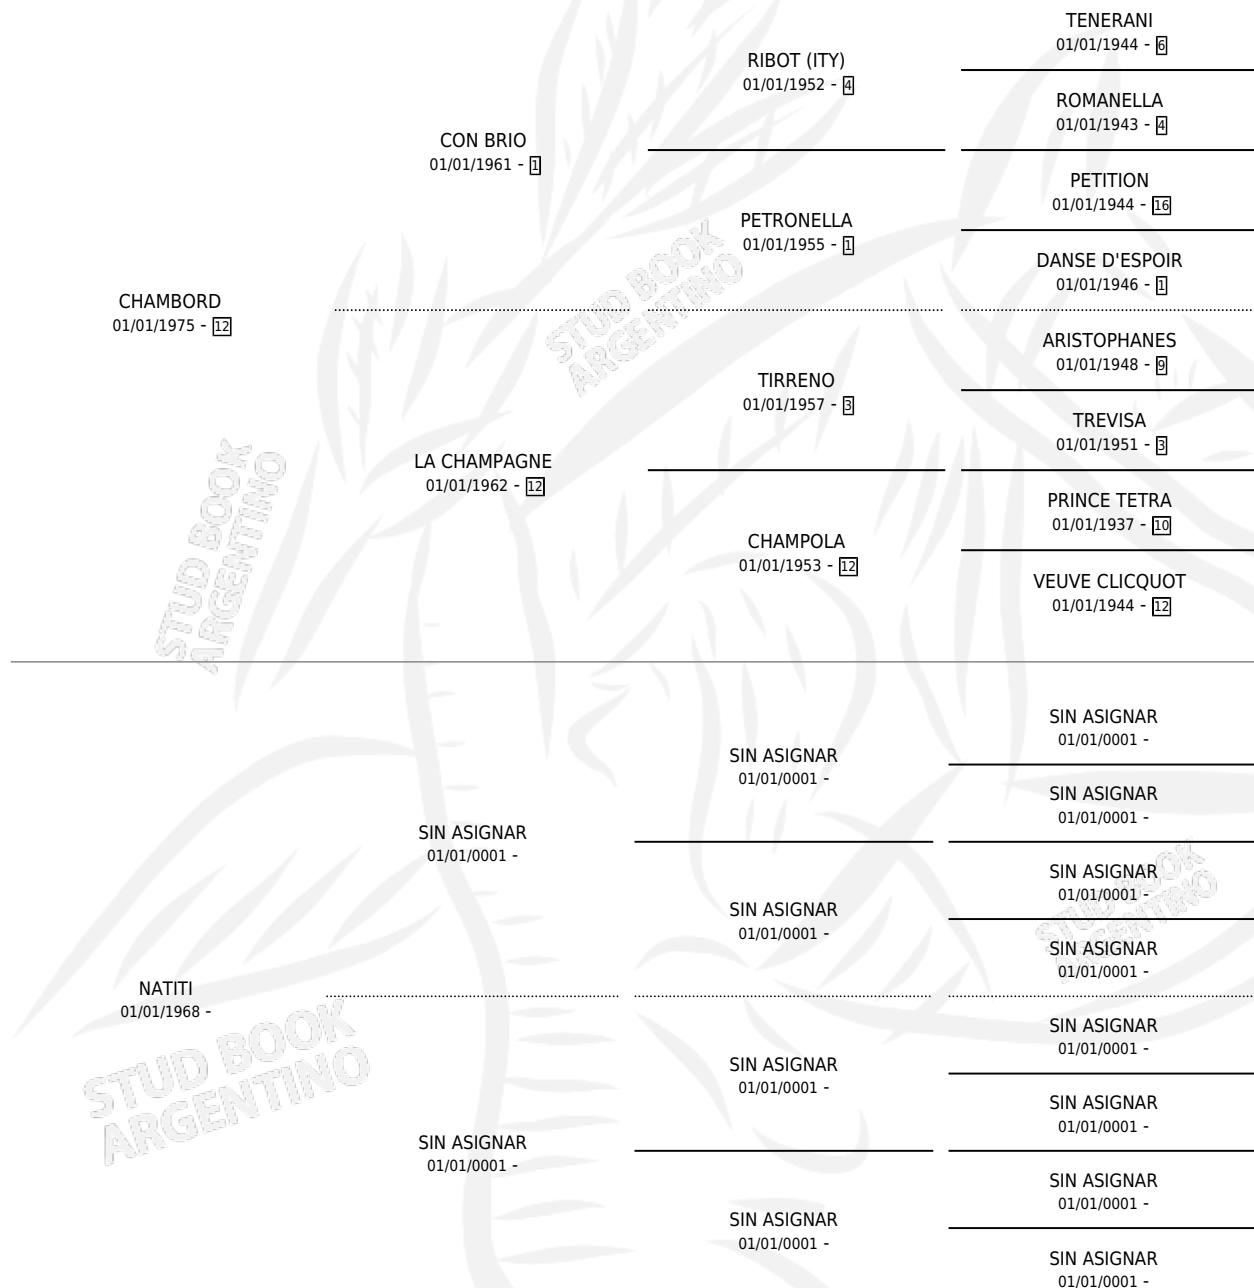 TENERANI
01/01/1944 - 6
RIBOT (ITY)
01/01/1952 - 4
ROMANELLA
01/01/1943 - 4
CON BRIO
01/01/1961 - 1
PETITION
01/01/1944 - 16
PETRONELLA
01/01/1955 - 1
DANSE D'ESPOIR
01/01/1946 - 1
CHAMBORD
01/01/1975 - 12
STUD BOOK
ARGENTINO
ARISTOPHANES
01/01/1948 - 9
TIRRENO
01/01/1957 - 3
TREVISA
01/01/1951 - 3
LA CHAMPAGNE
01/01/1962 - 12
PRINCE TETRA
01/01/1937 - 10
CHAMPOLA
01/01/1953 - 12
VEUVE CLICQUOT
01/01/1944 - 12
STUD BOOK
ARGENTINO
SIN ASIGNAR
01/01/0001 -
SIN ASIGNAR
01/01/0001 -
SIN ASIGNAR
01/01/0001 -
SIN ASIGNAR
01/01/0001 -
SIN ASIGNAR
01/01/0001 -
SIN ASIGNAR
01/01/0001 -
SIN ASIGNAR
01/01/0001 -
STUD BOOK
ARGENTINO
NATITI
01/01/1968 -
STUD BOOK
ARGENTINO
SIN ASIGNAR
01/01/0001 -
SIN ASIGNAR
01/01/0001 -
SIN ASIGNAR
01/01/0001 -
SIN ASIGNAR
01/01/0001 -
SIN ASIGNAR
01/01/0001 -
SIN ASIGNAR
01/01/0001 -
SIN ASIGNAR
01/01/0001 -